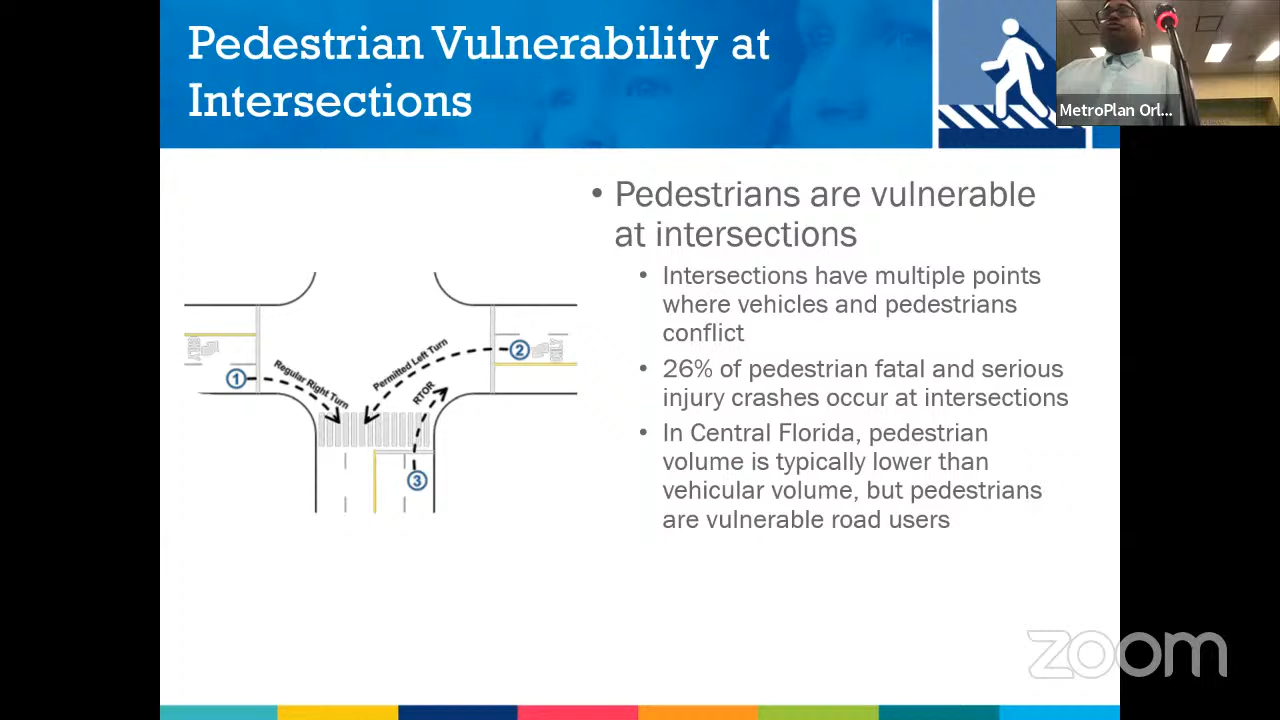 Pedestrian Vulnerability at
Intersections
MetroPlan Orl...
• Pedestrians are vulnerable
at intersections
• Intersections have multiple points
where vehicles and pedestrians
conflict
• 26% of pedestrian fatal and serious
injury crashes occur at intersections
• In Central Florida, pedestrian
volume is typically lower than
vehicular volume, but pedestrians
are vulnerable road users
1
Regular Right Turn
Permitted Left Turn
2
RTOR
3
ONLY
ONLY
zoom